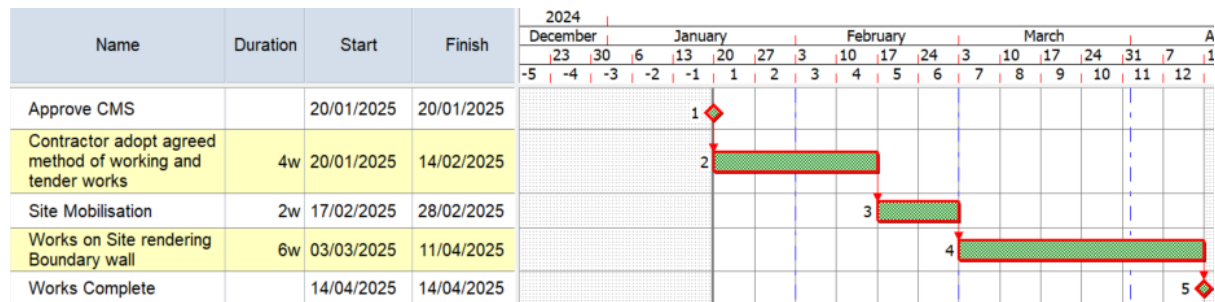 Name Duration Start Finish
2024
December January February March A
23 30 6 13 20 27 3 10 17 24 3 10 17 24 31 7 1
-5 -4 -3 -2 -1 1 2 3 4 5 6 7 8 9 10 11 12
Approve CMS 20/01/2025 20/01/2025 1
Contractor adopt agreed
method of working and
tender works
4w 20/01/2025 14/02/2025 2
Site Mobilisation 2w 17/02/2025 28/02/2025 3
Works on Site rendering
Boundary wall
6w 03/03/2025 11/04/2025 4
Works Complete 14/04/2025 14/04/2025 5